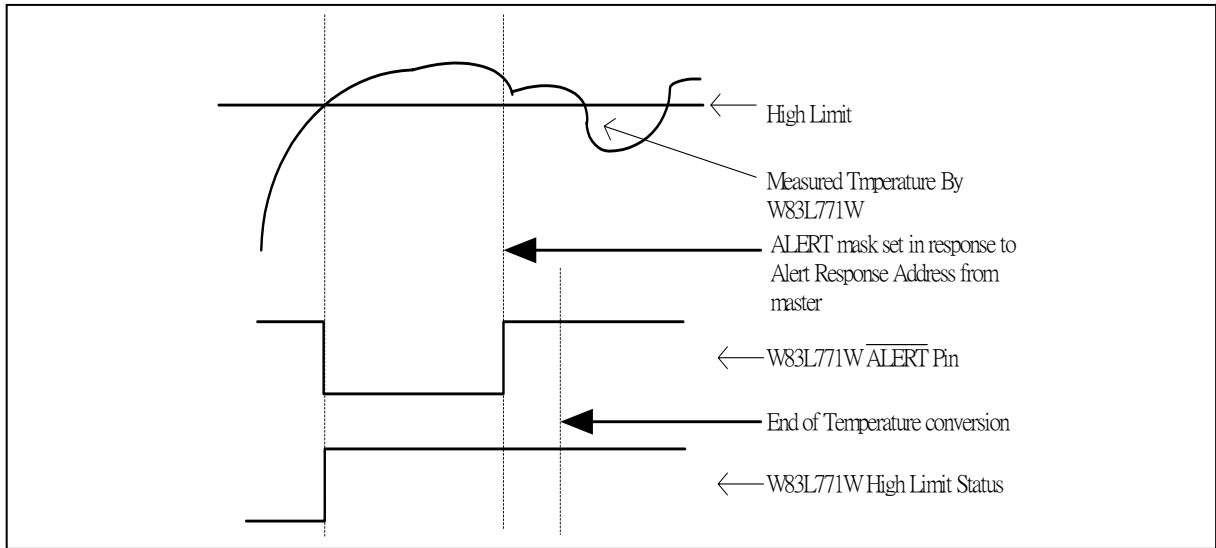 High Limit
Measured Tmperature By
W83L771W
ALERT mask set in response to
Alert Response Address from
master
W83L771W ALERT Pin
End of Temperature conversion
W83L771W High Limit Status